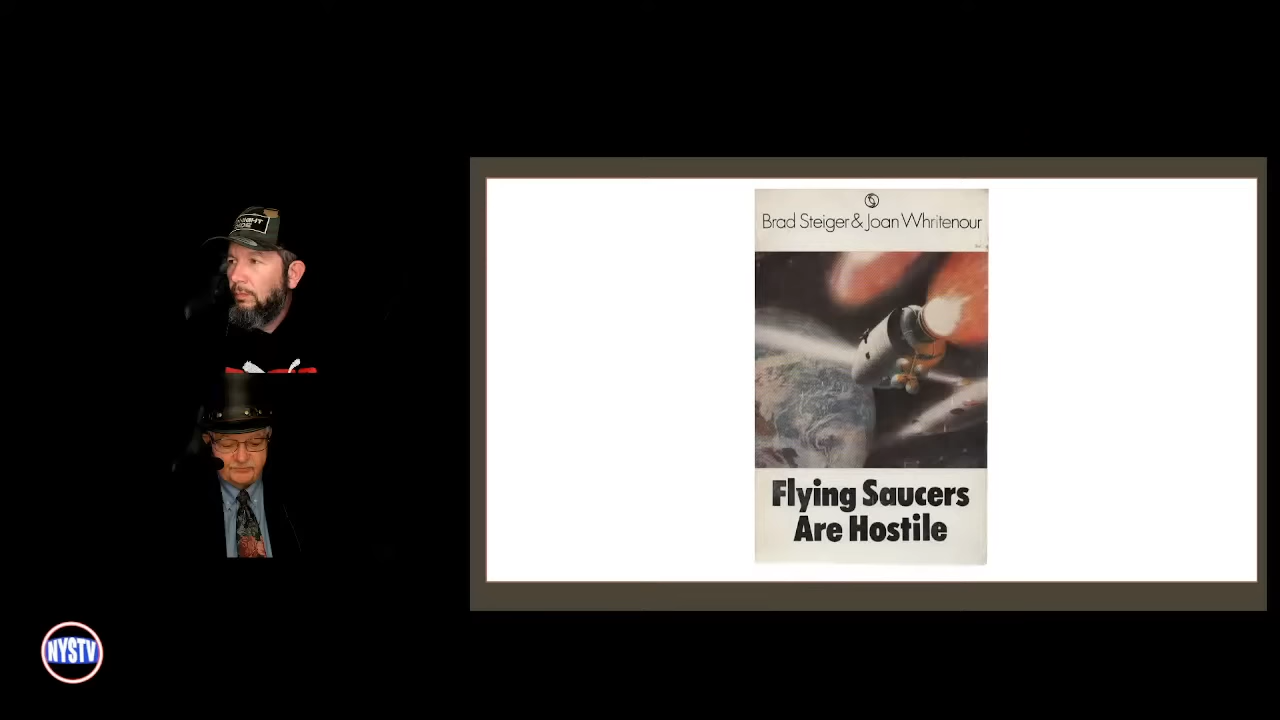 Brad Steiger & Joan Whritenour
Flying Saucers
Are Hostile
NYSTV